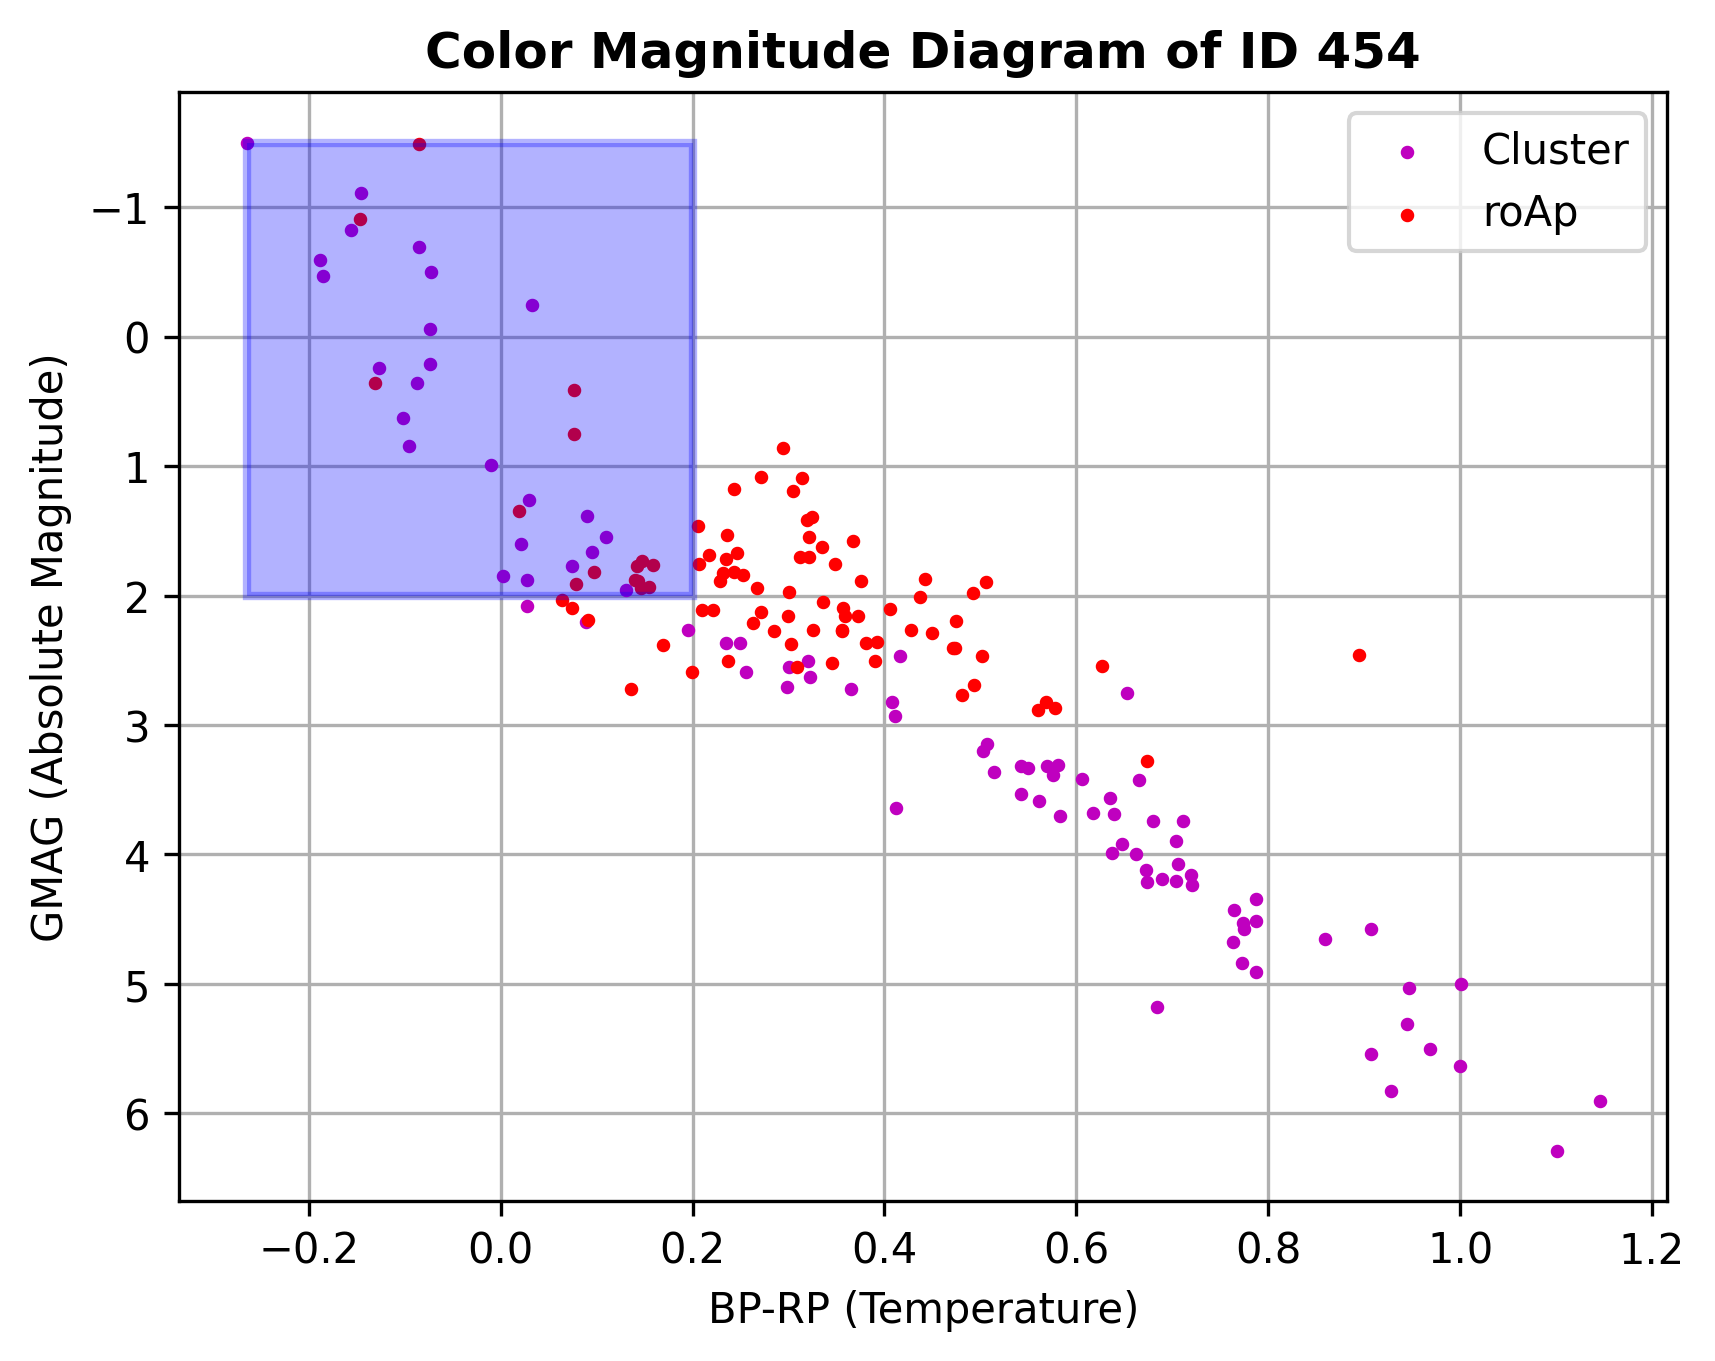 Color Magnitude Diagram of ID 454
Cluster
roAp
−1
0
1
2
3
4
5
6
GMAG (Absolute Magnitude)
−0.2 0.0 0.2 0.4 0.6 0.8 1.0 1.2
BP-RP (Temperature)